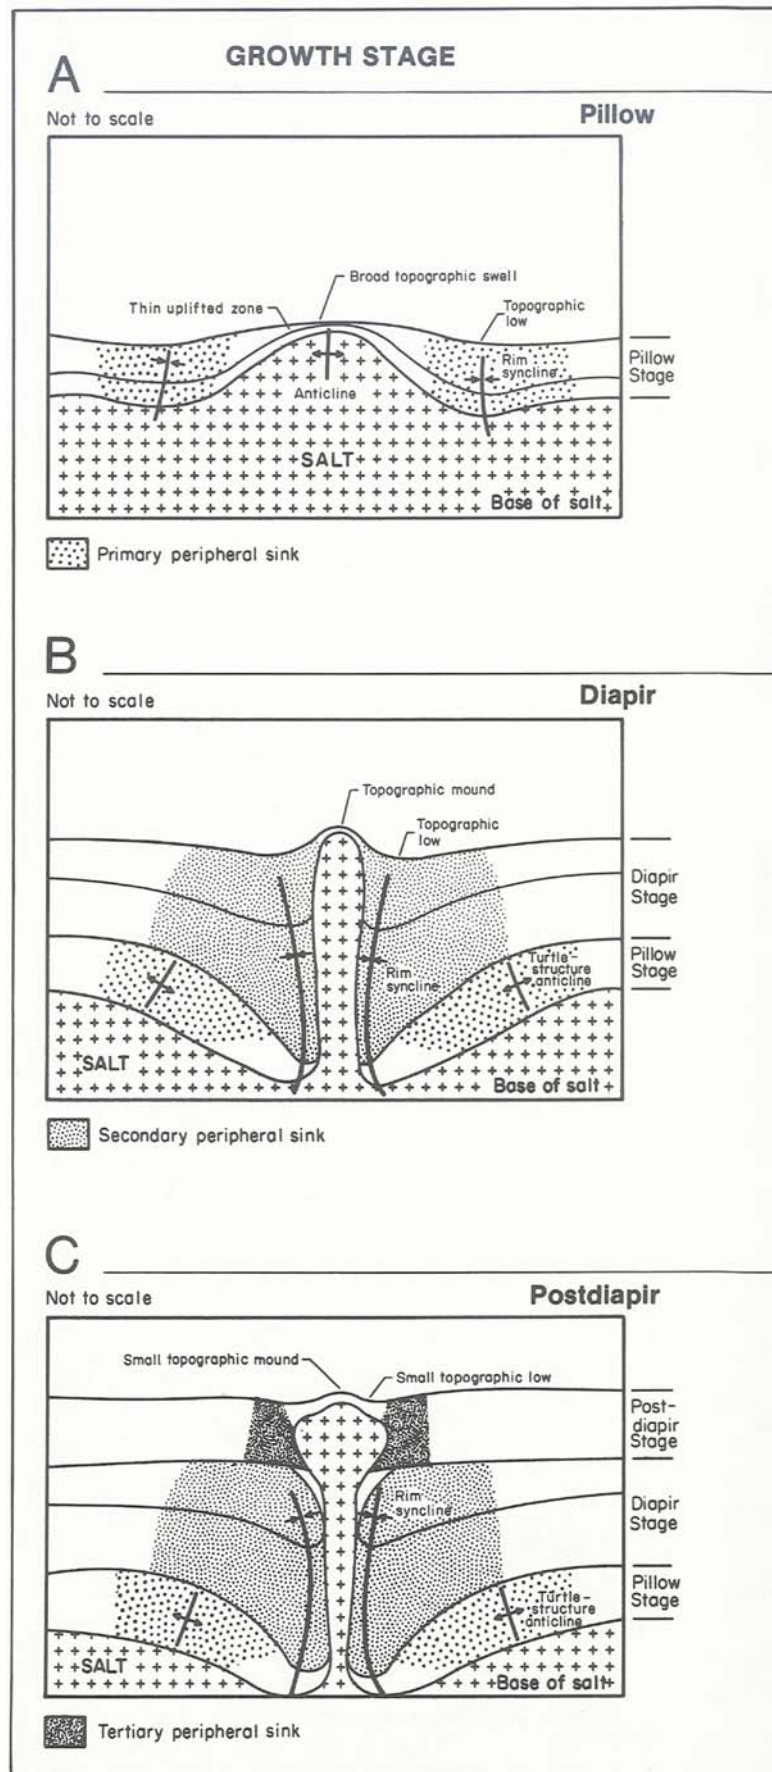 GROWTH STAGE
A
Not to scale
Pillow
Broad topographic swell
Thin uplifted zone
Topographic
low
Rim
syncline
Anticline
Pillow
Stage
SALT
Base of salt
Primary peripheral sink
B
Not to scale
Diapir
Topographic mound
Topographic
low
Diapir
Stage
Rim
syncline
Turtle-
structure
anticline
Pillow
Stage
SALT
Base of salt
Secondary peripheral sink
C
Not to scale
Postdiapir
Small topographic mound
Small topographic low
Post-
diapir
Stage
Rim
syncline
Diapir
Stage
Turtle-
structure
anticline
Pillow
Stage
SALT
Base of salt
Tertiary peripheral sink